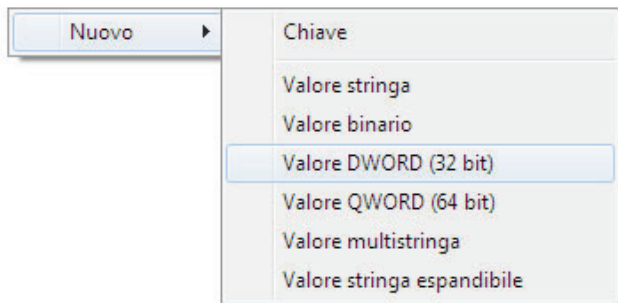 Nuovo
Chiave
Valore stringa
Valore binario
Valore DWORD (32 bit)
Valore QWORD (64 bit)
Valore multistringa
Valore stringa espandibile